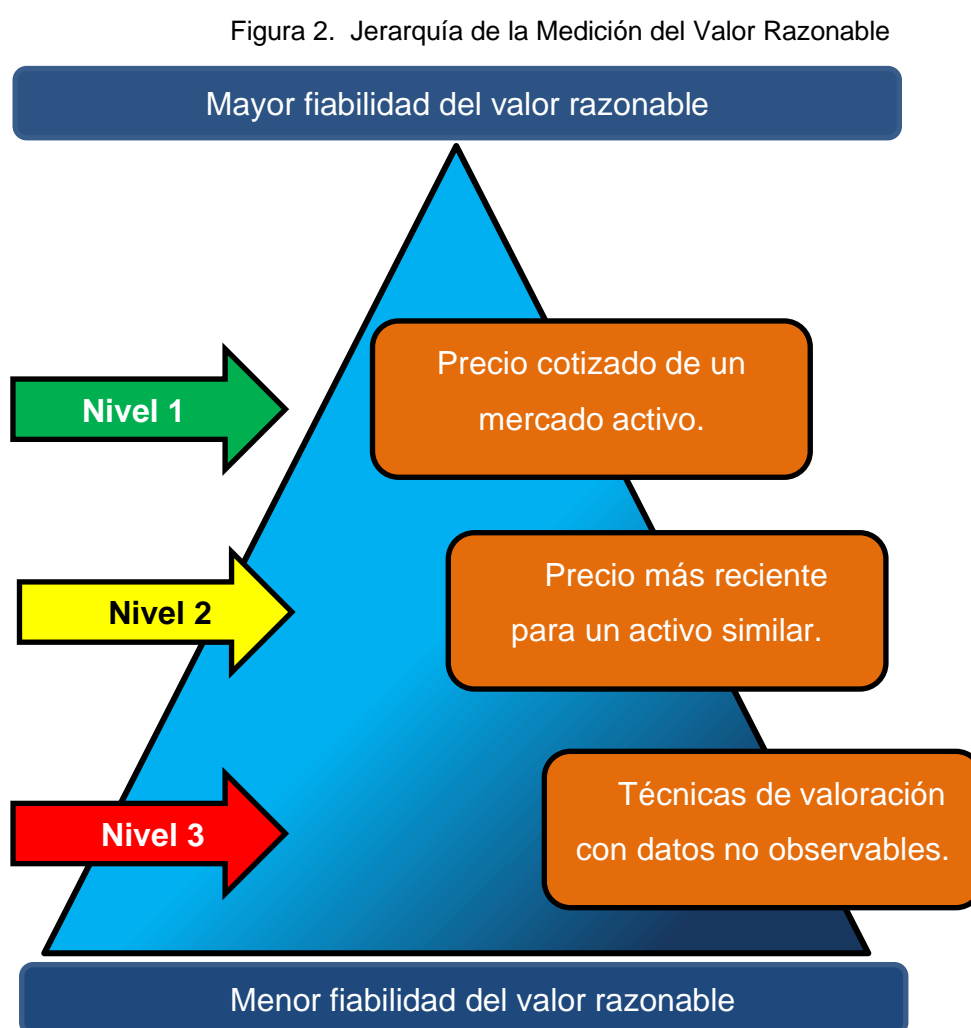 Figura 2. Jerarquía de la Medición del Valor Razonable
Mayor fiabilidad del valor razonable
Nivel 1
Precio cotizado de un
mercado activo.
Nivel 2
Precio más reciente
para un activo similar.
Nivel 3
Técnicas de valoración
con datos no observables.
Menor fiabilidad del valor razonable